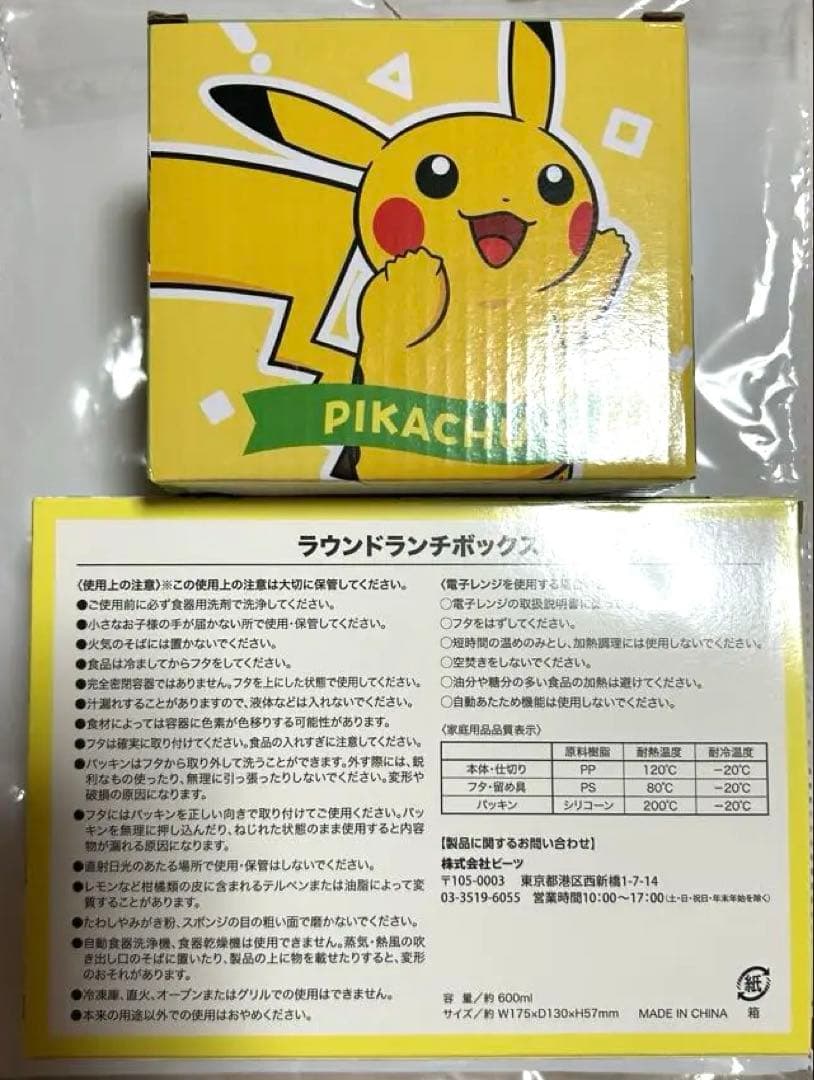 PIKACHU
ラウンドランチボックス
〈使用上の注意〉※この使用上の注意は大切に保管してください。
●ご使用前に必ず食器用洗剤で洗浄してください。
●小さなお子様の手が届かない所で使用・保管してください。
●火気のそばには置かないでください。
●食品は冷ましてからフタをしてください。
●完全密閉容器ではありません。フタを上にした状態で使用してください。
●汁漏れすることがありますので、液体などは入れないでください。
●食材によっては容器に色素が色移りする可能性があります。
●フタは確実に取り付けてください。食品の入れすぎに注意してください。
●パッキンはフタから取り外して洗うことができます。外す際には、鋭
利なもの使ったり、無理に引っ張ったりしないでください。変形や
破損の原因になります。
●フタにはパッキンを正しい向きで取り付けてご使用ください。パッ
キンを無理に押し込んだり、ねじれた状態のまま使用すると内容
物が漏れる原因になります。
●直射日光のあたる場所で使用・保管はしないでください。
●レモンなど柑橘類の皮に含まれるテルペンまたは油脂によって変
質することがあります。
●たわしやみがき粉、スポンジの目の粗い面で磨かないでください。
●自動食器洗浄機、食器乾燥機は使用できません。蒸気・熱風の吹
き出し口のそばに置いたり、製品の上に物を載せたりすると、変形
のおそれがあります。
●冷凍庫、直火、オーブンまたはグリルでの使用はできません。
●本来の用途以外での使用はおやめください。
〈電子レンジを使用する場合
○電子レンジの取扱説明書に従っ
○フタをはずしてください。
○短時間の温めのみとし、加熱調理には使用しないでください。
○空焚きをしないでください。
○油分や糖分の多い食品の加熱は避けてください。
○自動あたため機能は使用しないでください。
〈家庭用品品質表示〉
原料樹脂 耐熱温度 耐冷温度
本体・仕切り PP 120℃ －20℃
フタ・留め具 PS 80℃ －20℃
パッキン シリコーン 200℃ －20℃
【製品に関するお問い合わせ】
株式会社ビーツ
〒105-0003 東京都港区西新橋1-7-14
03-3519-6055 営業時間10:00～17:00(土・日・祝日・年末年始を除く)
容 量／約 600ml
サイズ／約 W175×D130×H57mm MADE IN CHINA
紙
箱